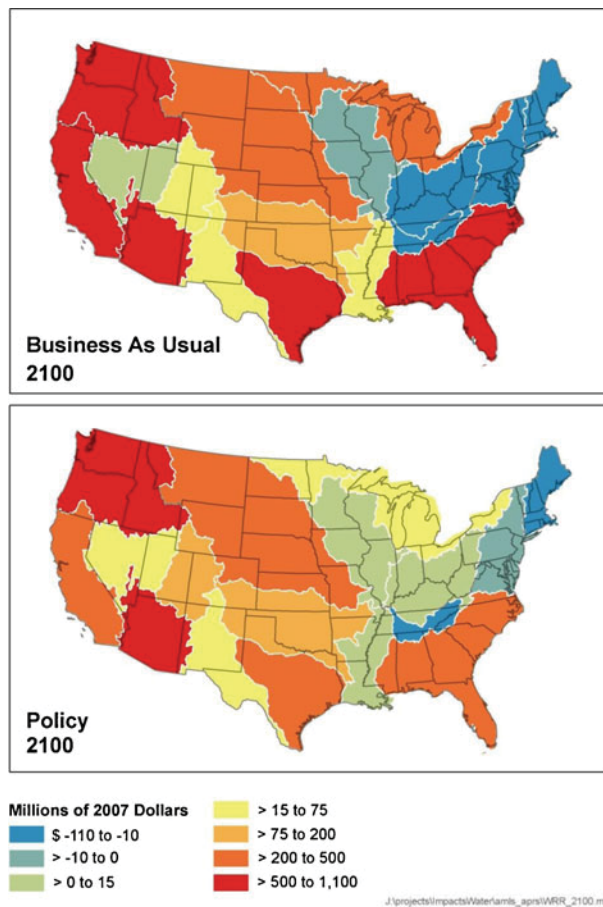 Business As Usual
2100
Policy
2100
Millions of 2007 Dollars
$ -110 to -10
> -10 to 0
> 0 to 15
> 15 to 75
> 75 to 200
> 200 to 500
> 500 to 1,100